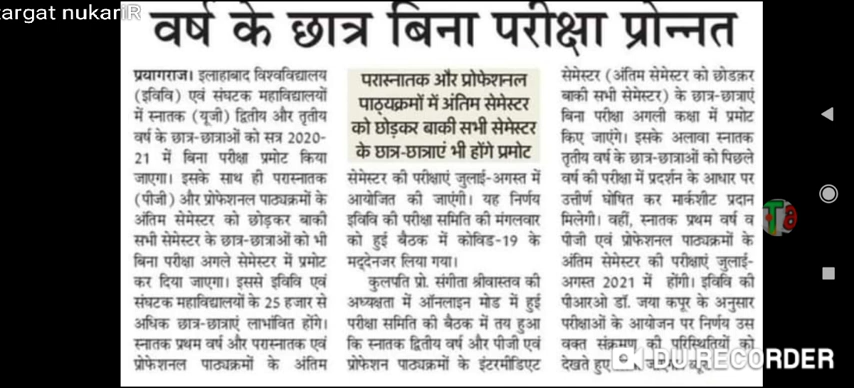 argat nukariR
वर्ष के छात्र बिना परीक्षा प्रोन्नत
प्रयागराज। इलाहाबाद विश्वविद्यालय
(इविवि) एवं संघटक महाविद्यालयों
में स्नातक (यूजी) द्वितीय और तृतीय
वर्ष के छात्र-छात्राओं को सत्र 2020-
21 में बिना परीक्षा प्रमोट किया
जाएगा। इसके साथ ही परास्नातक
(पीजी) और प्रोफेशनल पाठ्यक्रमों के
अंतिम सेमेस्टर को छोड़कर बाकी
सभी सेमेस्टर के छात्र-छात्राओं को भी
बिना परीक्षा अगले सेमेस्टर में प्रमोट
कर दिया जाएगा। इससे इविवि एवं
संघटक महाविद्यालयों के 25 हजार से
अधिक छात्र-छात्राएं लाभांवित होंगे।
स्नातक प्रथम वर्ष और परास्नातक एवं
प्रोफेशनल पाठ्यक्रमों के अंतिम
परास्नातक और प्रोफेशनल
पाठ्यक्रमों में अंतिम सेमेस्टर
को छोड़कर बाकी सभी सेमेस्टर
के छात्र-छात्राएं भी होंगे प्रमोट
सेमेस्टर की परीक्षाएं जुलाई-अगस्त में
आयोजित की जाएंगी। यह निर्णय
इविवि की परीक्षा समिति की मंगलवार
को हुई बैठक में कोविड-19 के
मद्देनजर लिया गया।
कुलपति प्रो. संगीता श्रीवास्तव की
अध्यक्षता में ऑनलाइन मोड में हुई
परीक्षा समिति की बैठक में तय हुआ
कि स्नातक द्वितीय वर्ष और पीजी एवं
प्रोफेशन पाठ्यक्रमों के इंटरमीडिएट
सेमेस्टर (अंतिम सेमेस्टर को छोडक़र
बाकी सभी सेमेस्टर) के छात्र-छात्राएं
बिना परीक्षा अगली कक्षा में प्रमोट
किए जाएंगे। इसके अलावा स्नातक
तृतीय वर्ष के छात्र-छात्राओं को पिछले
वर्ष की परीक्षा में प्रदर्शन के आधार पर
उत्तीर्ण घोषित कर मार्कशीट प्रदान
मिलेगी। वहीं, स्नातक प्रथम वर्ष व
पीजी एवं प्रोफेशनल पाठ्यक्रमों के
अंतिम सेमेस्टर की परीक्षाएं जुलाई-
अगस्त 2021 में होंगी। इविवि की
पीआरओ डॉ. जया कपूर के अनुसार
परीक्षाओं के आयोजन पर निर्णय उस
वक्त संक्रमण की परिस्थितियों को
देखते हुए
DU RECORDER